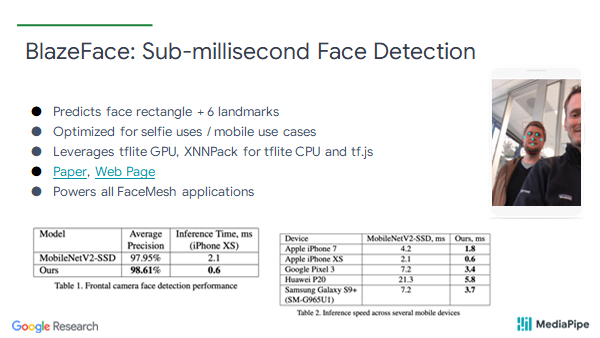 BlazeFace: Sub-millisecond Face Detection
Predicts face rectangle + 6 landmarks
Optimized for selfie uses / mobile use cases
Leverages tflite GPU, XNNPack for tflite CPU and tf.js
Paper, Web Page
Powers all FaceMesh applications
Model Average Precision Inference Time, ms (iPhone XS)
MobileNetV2-SSD 97.95% 2.1
Ours 98.61% 0.6
Table 1. Frontal camera face detection performance
Device MobileNetV2-SSD, ms Ours, ms
Apple iPhone 7 4.2 1.8
Apple iPhone XS 2.1 0.6
Google Pixel 3 7.2 3.4
Huawei P20 21.3 5.8
Samsung Galaxy S9+ 7.2 3.7
(SM-G965U1)
Table 2. Inference speed across several mobile devices
Google Research
MediaPipe